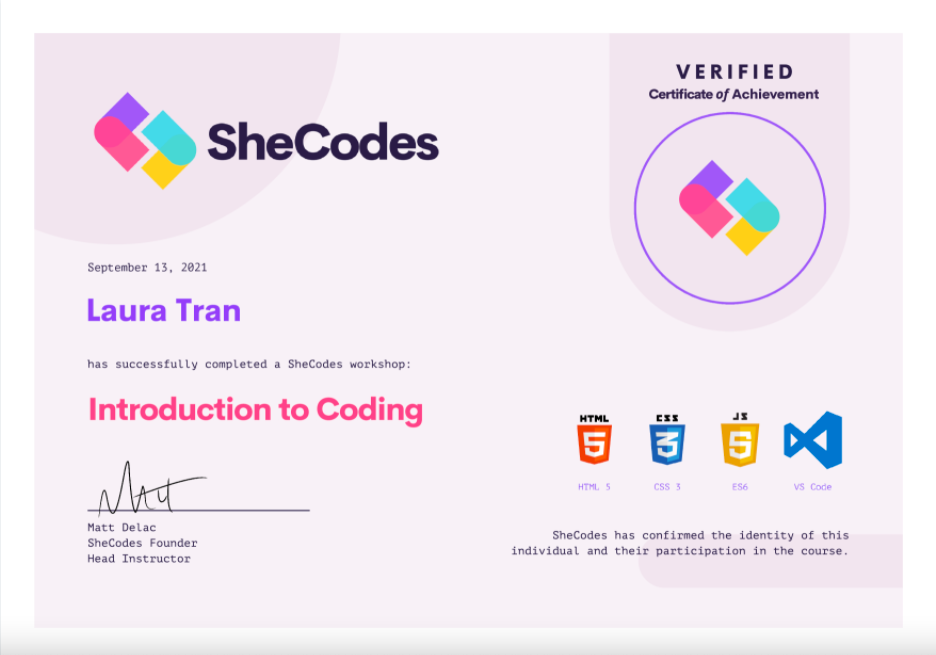 VERIFIED
Certificate of Achievement
SheCodes
September 13, 2021
Laura Tran
has successfully completed a SheCodes workshop:
Introduction to Coding
HTML
CSS
JS
5
3
5
HTML 5
CSS 3
ES6
VS Code
Matt
Matt Delac
SheCodes Founder
Head Instructor
SheCodes has confirmed the identity of this
individual and their participation in the course.